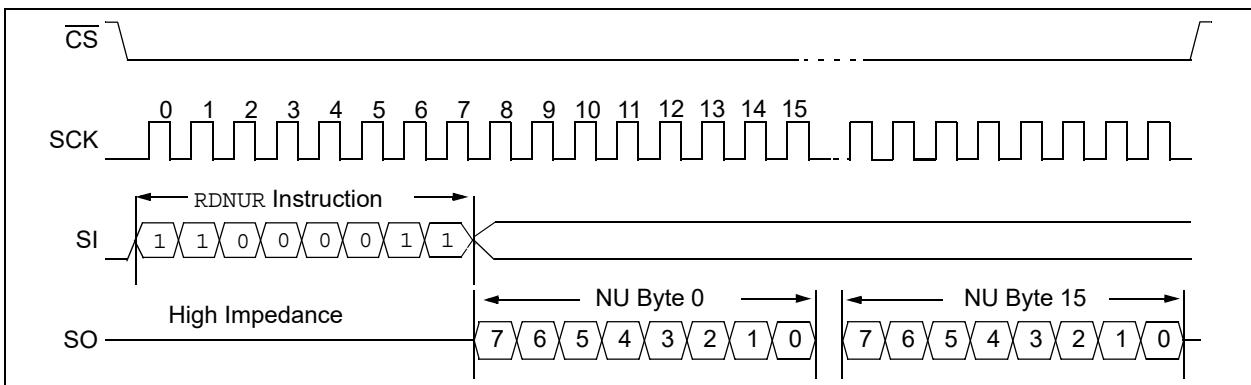 CS
0 1 2 3 4 5 6 7 8 9 10 11 12 13 14 15
SCK
RDNUR Instruction
SI 1 1 0 0 0 0 1 1
NU Byte 0 NU Byte 15
High Impedance
SO 7 6 5 4 3 2 1 0 7 6 5 4 3 2 1 0